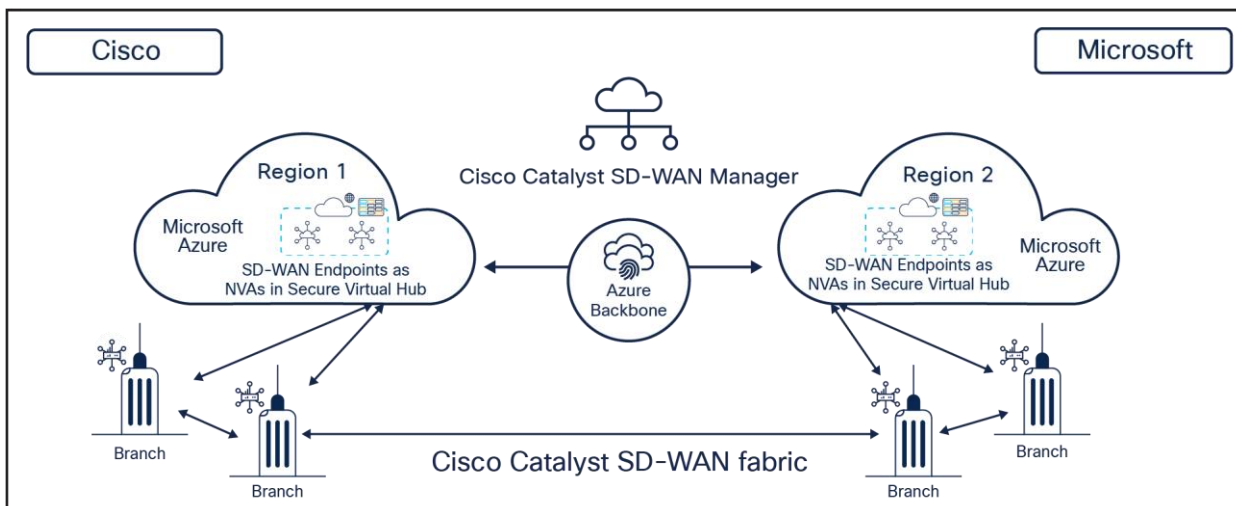 Cisco
Microsoft
Region 1
Cisco Catalyst SD-WAN Manager
Region 2
Microsoft
Azure
SD-WAN Endpoints as
NVAs in Secure Virtual Hub
Azure
Backbone
Microsoft
Azure
SD-WAN Endpoints as
NVAs in Secure Virtual Hub
Branch
Branch
Cisco Catalyst SD-WAN fabric
Branch
Branch